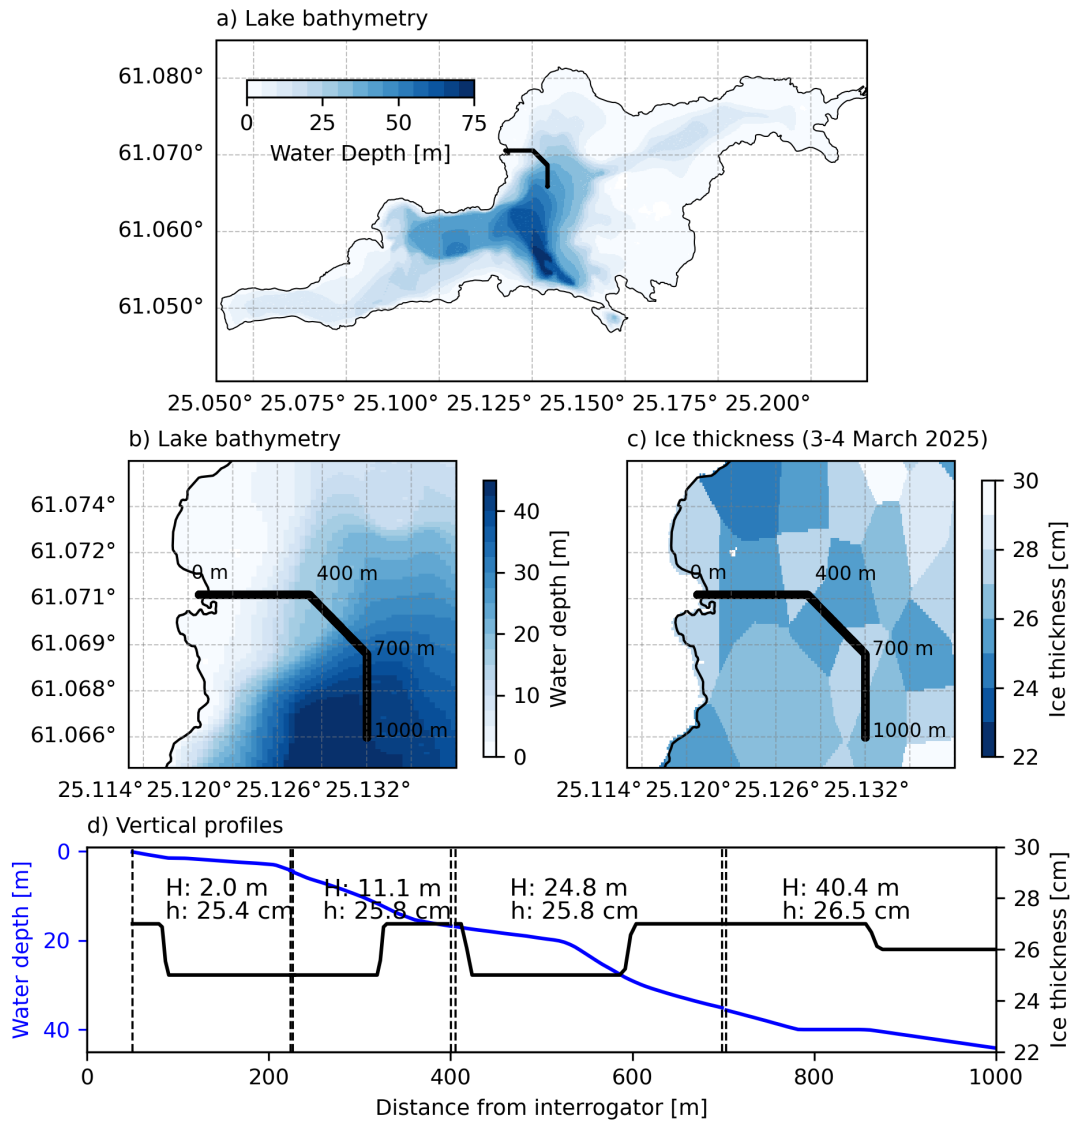 a) Lake bathymetry
61.080°
61.070°
61.060°
61.050°
0 25 50 75
Water Depth [m]
25.050° 25.075° 25.100° 25.125° 25.150° 25.175° 25.200°
b) Lake bathymetry
61.074°
61.072°
61.071°
61.069°
61.068°
61.066°
0 m
400 m
700 m
1000 m
25.114° 25.120° 25.126° 25.132°
40
30
20
10
0
Water depth [m]
c) Ice thickness (3-4 March 2025)
0 m
400 m
700 m
1000 m
25.114° 25.120° 25.126° 25.132°
30
28
26
24
22
Ice thickness [cm]
d) Vertical profiles
Water depth [m]
0
20
40
H: 2.0 m
h: 25.4 cm
H: 11.1 m
h: 25.8 cm
H: 24.8 m
h: 25.8 cm
H: 40.4 m
h: 26.5 cm
30
28
26
24
22
Ice thickness [cm]
0 200 400 600 800 1000
Distance from interrogator [m]